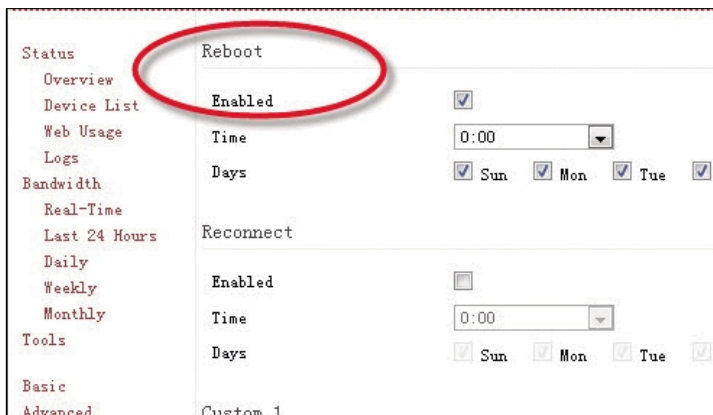 Status
Overview
Device List
Web Usage
Logs
Bandwidth
Real-Time
Last 24 Hours
Daily
Weekly
Monthly
Tools
Basic
Advanced
Reboot
Enabled
Time 0:00
Days Sun Mon Tue
Reconnect
Enabled
Time 0:00
Days Sun Mon Tue
Custom 1